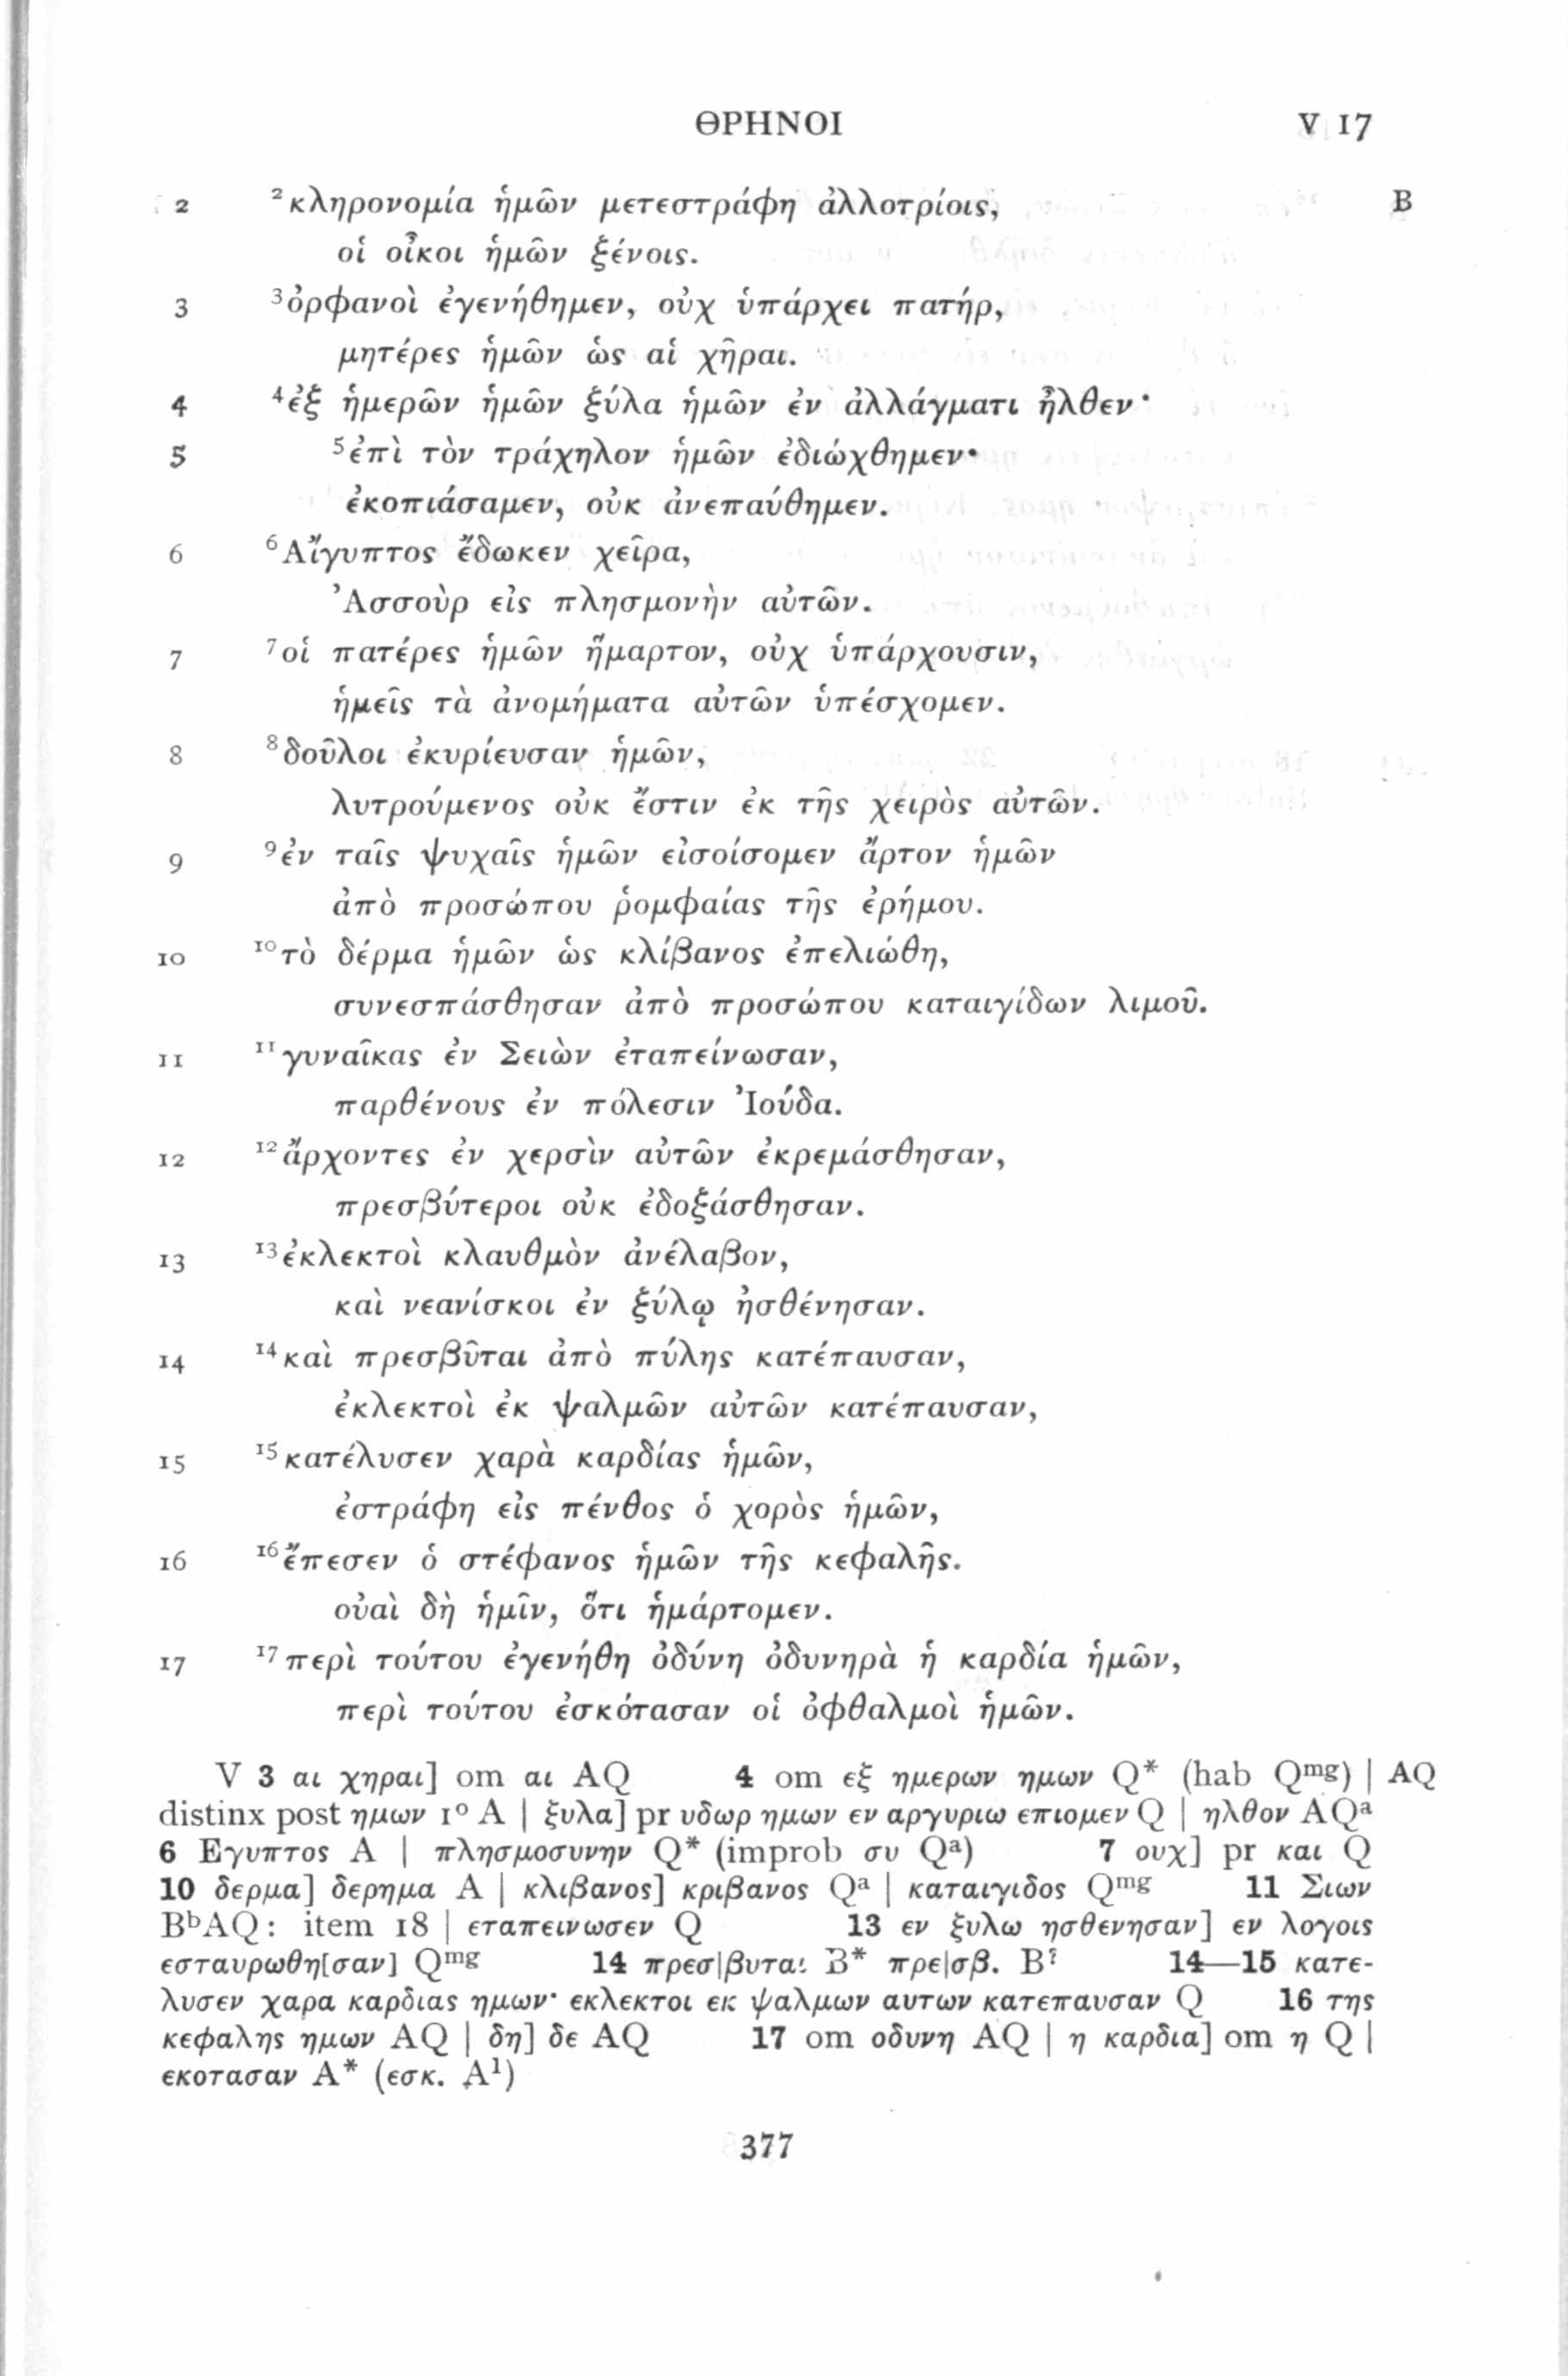 ΘΡΗΝΟΙ V 17
2 ²κληρονομία ἡμῶν μετεστράφη ἀλλοτρίοις, B
οἱ οἶκοι ἡμῶν ξένοις.
3 ³ὀρφανοὶ ἐγενήθημεν, οὐχ ὑπάρχει πατήρ,
μητέρες ἡμῶν ὡς αἱ χῆραι.
4 ⁴ἐξ ἡμερῶν ἡμῶν ξύλα ἡμῶν ἐν ἀλλάγματι ἦλθεν·
5 ⁵ἐπὶ τὸν τράχηλον ἡμῶν ἐδιώχθημεν·
ἐκοπιάσαμεν, οὐκ ἀνεπαύθημεν.
6 ⁶Αἴγυπτος ἔδωκεν χεῖρα,
Ἀσσοὺρ εἰς πλησμονὴν αὐτῶν.
7 ⁷οἱ πατέρες ἡμῶν ἥμαρτον, οὐχ ὑπάρχουσιν,
ἡμεῖς τὰ ἀνομήματα αὐτῶν ὑπέσχομεν.
8 ⁸δοῦλοι ἐκυρίευσαν ἡμῶν,
λυτρούμενος οὐκ ἔστιν ἐκ τῆς χειρὸς αὐτῶν.
9 ⁹ἐν ταῖς ψυχαῖς ἡμῶν εἰσοίσομεν ἄρτον ἡμῶν
ἀπὸ προσώπου ῥομφαίας τῆς ἐρήμου.
10 ¹⁰τὸ δέρμα ἡμῶν ὡς κλίβανος ἐπελιώθη,
συνεσπάσθησαν ἀπὸ προσώπου καταιγίδων λιμοῦ.
11 ¹¹γυναῖκας ἐν Σειὼν ἐταπείνωσαν,
παρθένους ἐν πόλεσιν Ἰούδα.
12 ¹²ἄρχοντες ἐν χερσὶν αὐτῶν ἐκρεμάσθησαν,
πρεσβύτεροι οὐκ ἐδοξάσθησαν.
13 ¹³ἐκλεκτοὶ κλαυθμὸν ἀνέλαβον,
καὶ νεανίσκοι ἐν ξύλῳ ἠσθένησαν.
14 ¹⁴καὶ πρεσβῦται ἀπὸ πύλης κατέπαυσαν,
ἐκλεκτοὶ ἐκ ψαλμῶν αὐτῶν κατέπαυσαν,
15 ¹⁵κατέλυσεν χαρὰ καρδίας ἡμῶν,
ἐστράφη εἰς πένθος ὁ χορὸς ἡμῶν,
16 ¹⁶ἔπεσεν ὁ στέφανος ἡμῶν τῆς κεφαλῆς.
οὐαὶ δὴ ἡμῖν, ὅτι ἡμάρτομεν.
17 ¹⁷περὶ τούτου ἐγενήθη ὀδύνη ὀδυνηρὰ ἡ καρδία ἡμῶν,
περὶ τούτου ἐσκότασαν οἱ ὀφθαλμοὶ ἡμῶν.
V 3 αι χηραι] om αι AQ 4 om εξ ημερων ημων Q* (hab Qᵐᵍ) | AQ
distinx post ημων 1° A | ξυλα] pr υδωρ ημων εν αργυριω επιομεν Q | ηλθον AQᵃ
6 Εγυπτος A | πλησμοσυνην Q* (improb συ Qᵃ) 7 ουχ] pr και Q
10 δερμα] δερημα A | κλιβανος] κριβανος Qᵃ | καταιγιδος Qᵐᵍ 11 Σιων
BᵇAQ: item 18 | εταπεινωσεν Q 13 εν ξυλω ησθενησαν] εν λογοις
εσταυρωθη[σαν] Qᵐᵍ 14 πρεσ|βυται B* πρε|σβ. B? 14—15 κατε-
λυσεν χαρα καρδιας ημων· εκλεκτοι εκ ψαλμων αυτων κατεπαυσαν Q 16 της
κεφαλης ημων AQ | δη] δε AQ 17 om οδυνη AQ | η καρδια] om η Q |
εκοτασαν A* (εσκ. A¹)
377